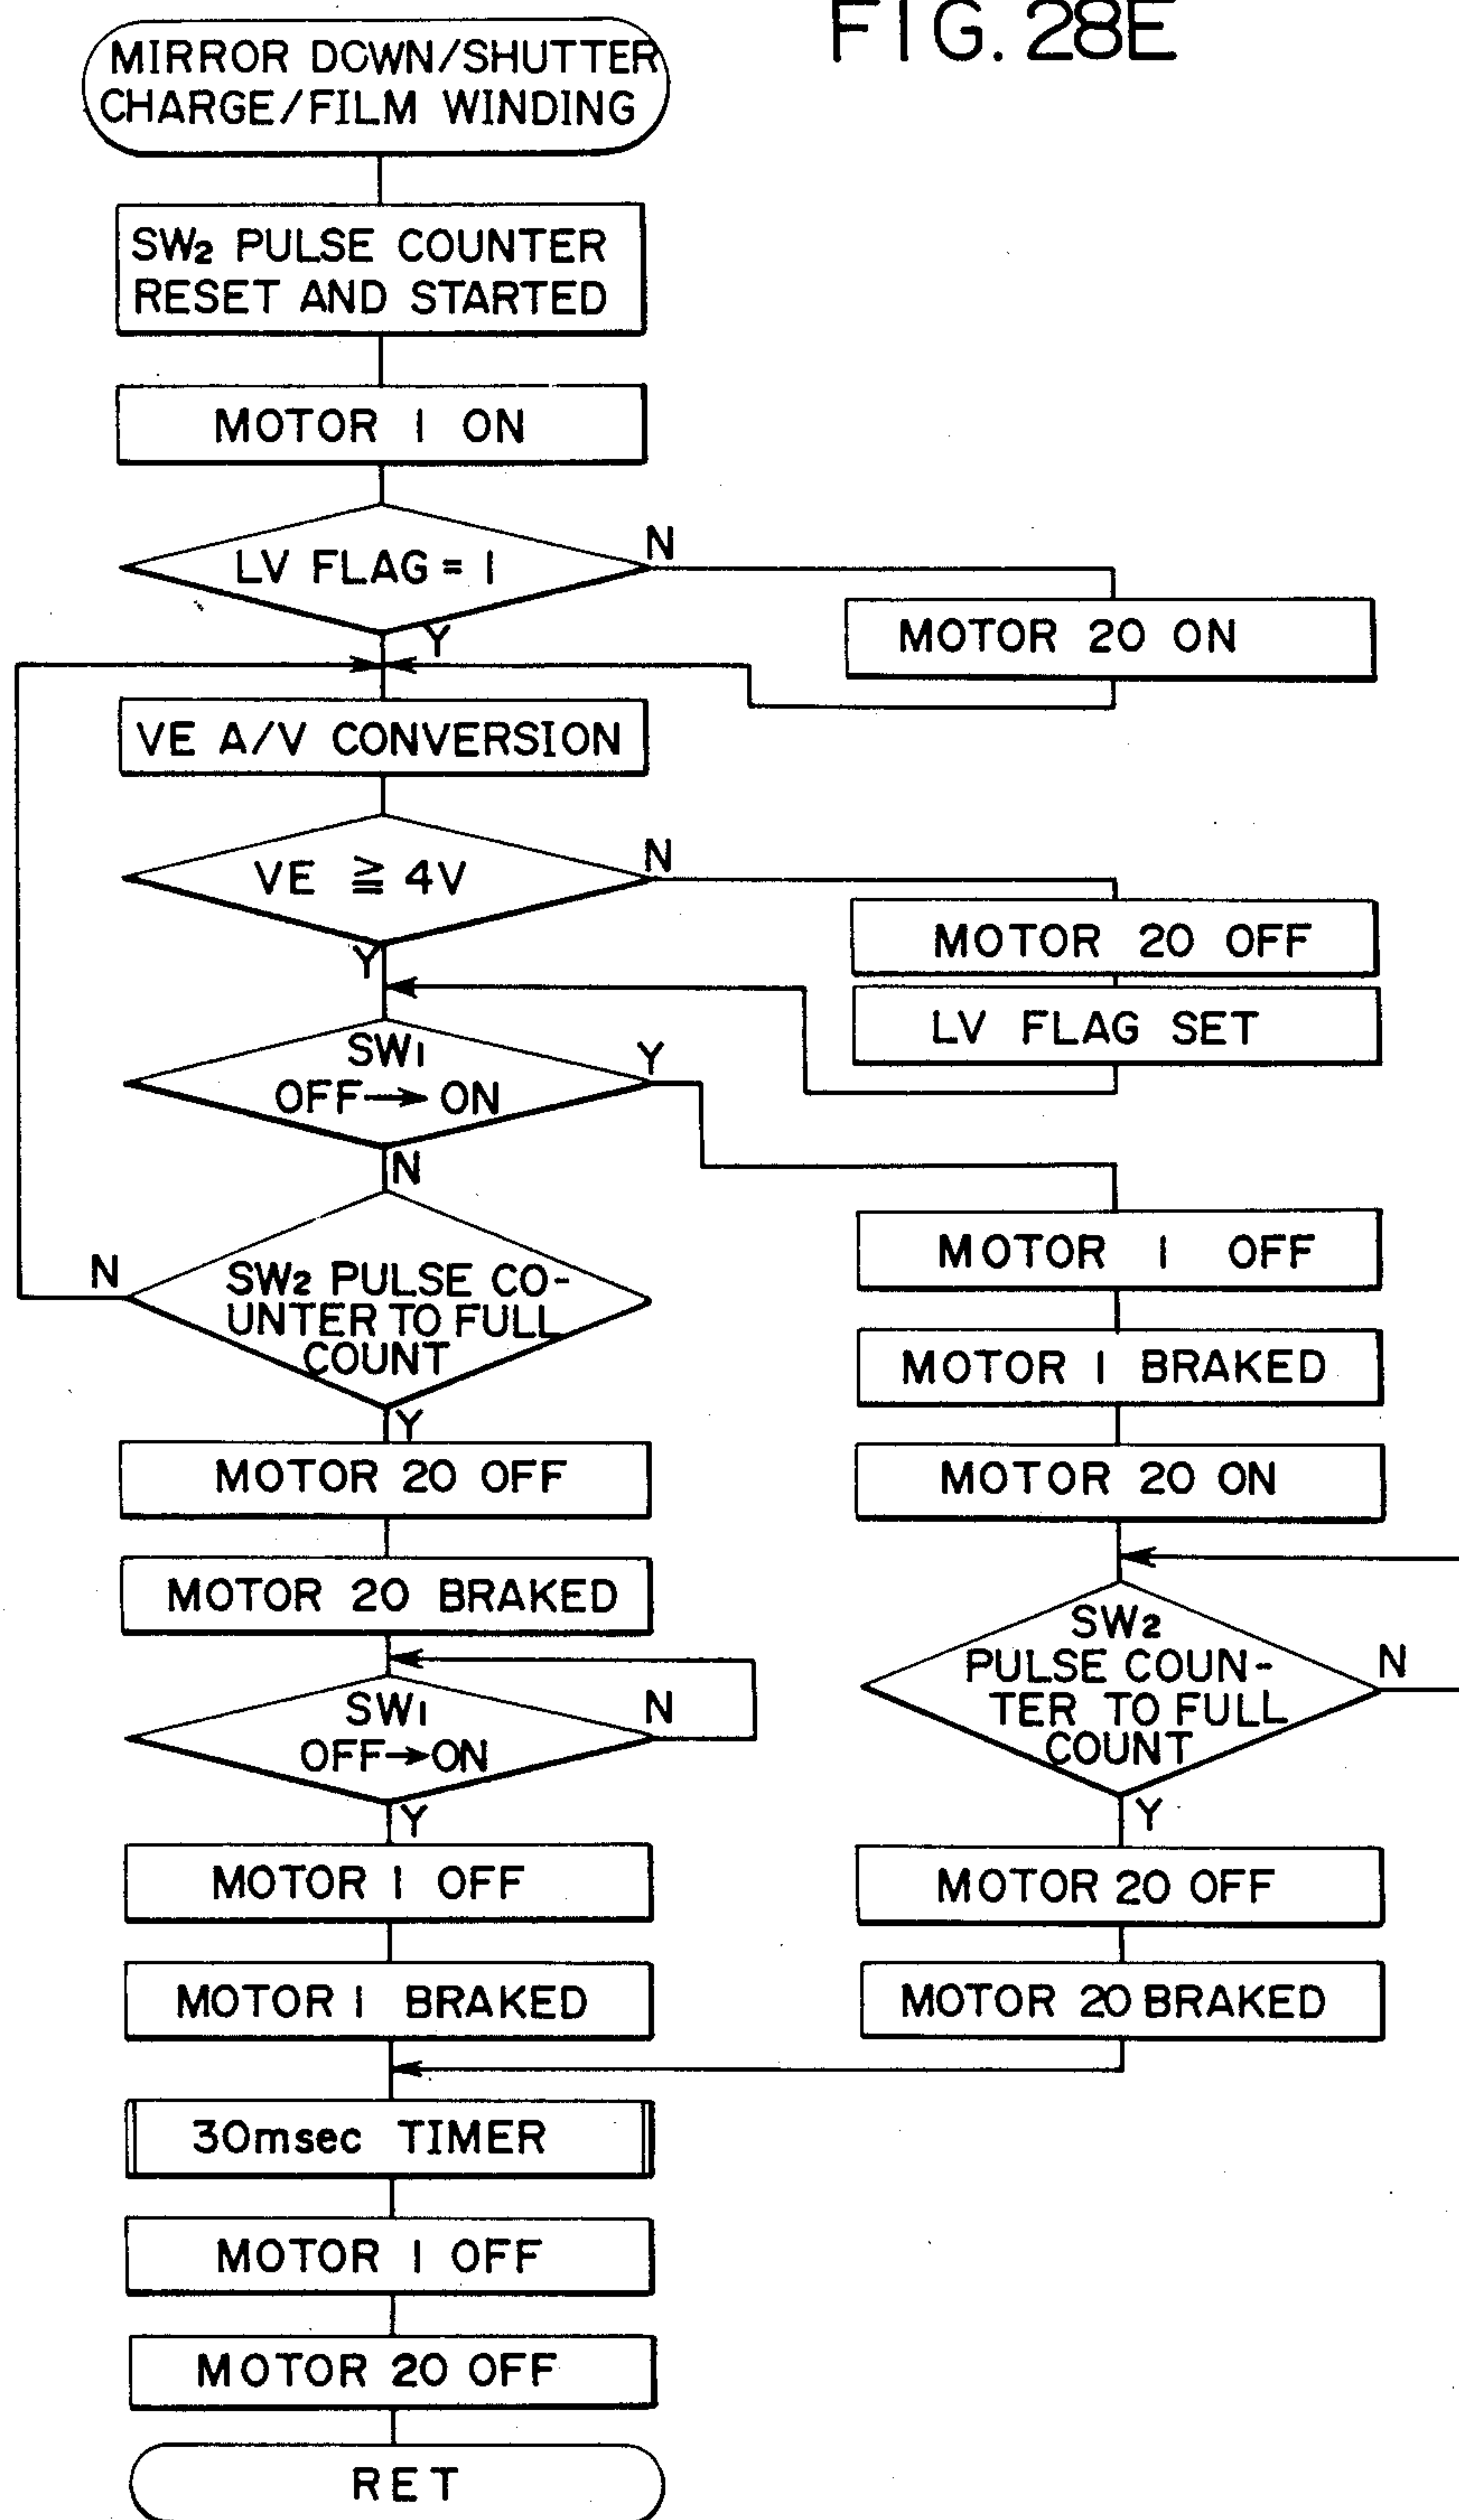 FIG. 28E
MIRROR DOWN/SHUTTER
CHARGE/FILM WINDING
SW2 PULSE COUNTER
RESET AND STARTED
MOTOR 1 ON
LV FLAG = 1
N
Y
MOTOR 20 ON
VE A/V CONVERSION
VE ≧ 4V
N
Y
MOTOR 20 OFF
LV FLAG SET
SW1
OFF→ON
Y
N
SW2 PULSE CO-
UNTER TO FULL
COUNT
N
Y
MOTOR 1 OFF
MOTOR 1 BRAKED
MOTOR 20 ON
SW2
PULSE COUN-
TER TO FULL
COUNT
N
Y
MOTOR 20 OFF
MOTOR 20 BRAKED
MOTOR 20 OFF
MOTOR 20 BRAKED
SW1
OFF→ON
N
Y
MOTOR 1 OFF
MOTOR 1 BRAKED
30msec TIMER
MOTOR 1 OFF
MOTOR 20 OFF
RET